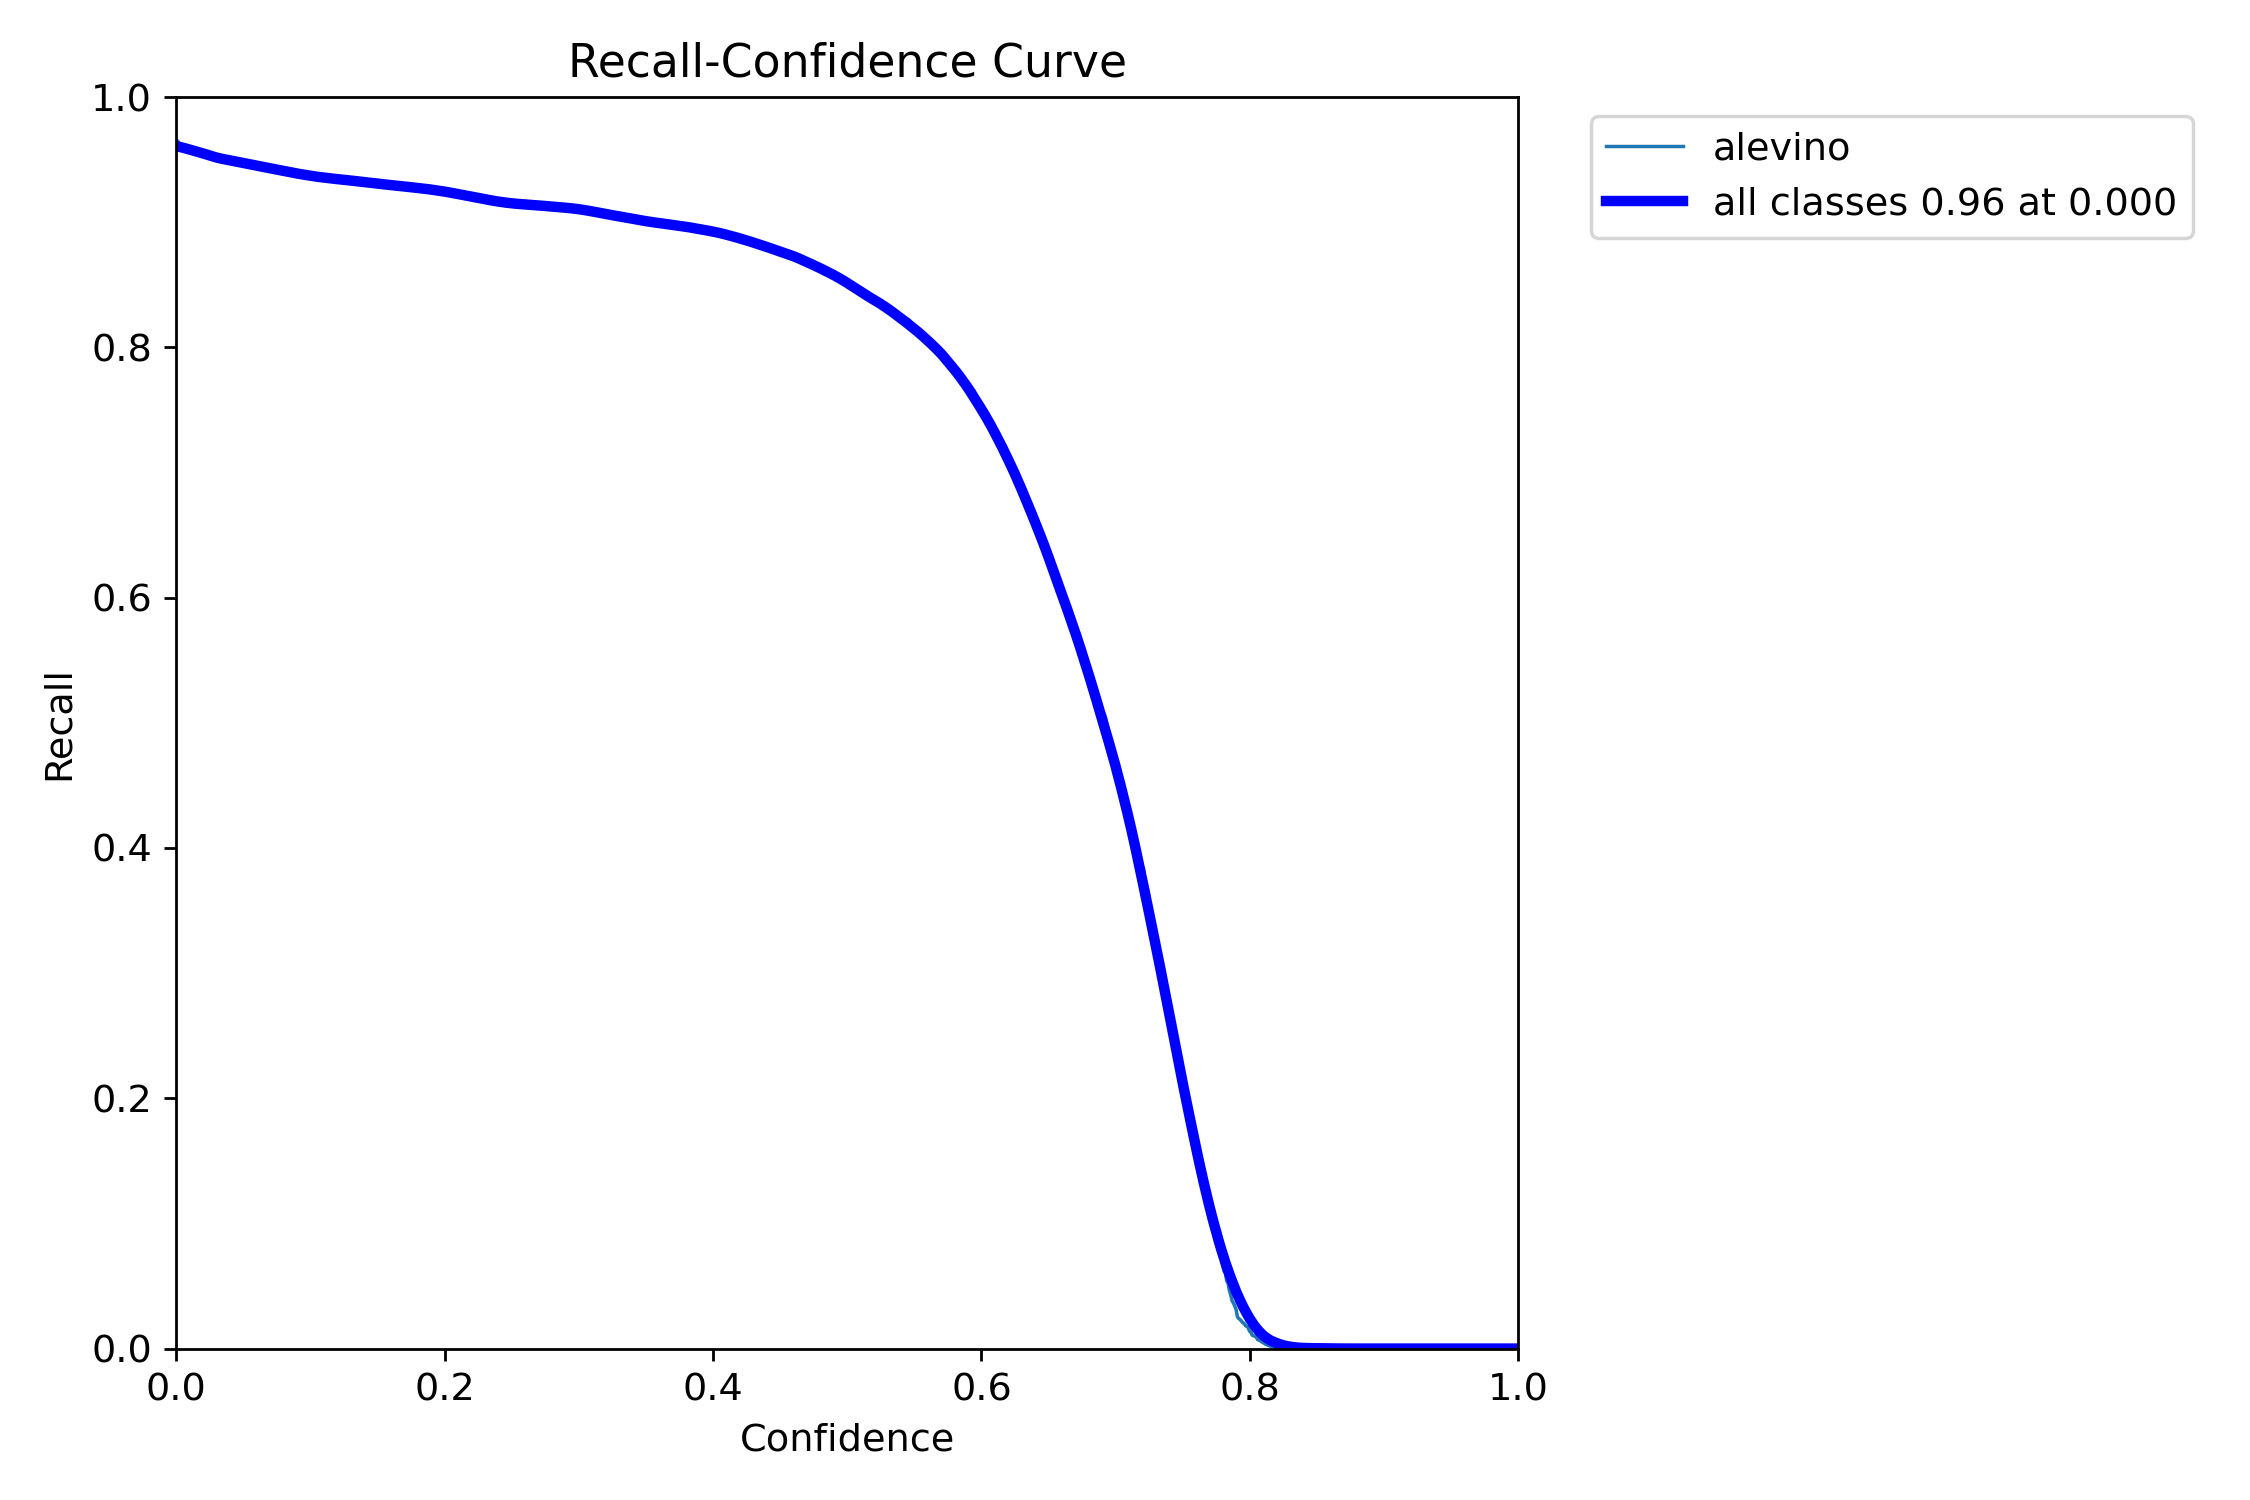 Recall-Confidence Curve
1.0
0.8
0.6
0.4
0.2
0.0
Recall
0.0 0.2 0.4 0.6 0.8 1.0
Confidence
alevino
all classes 0.96 at 0.000